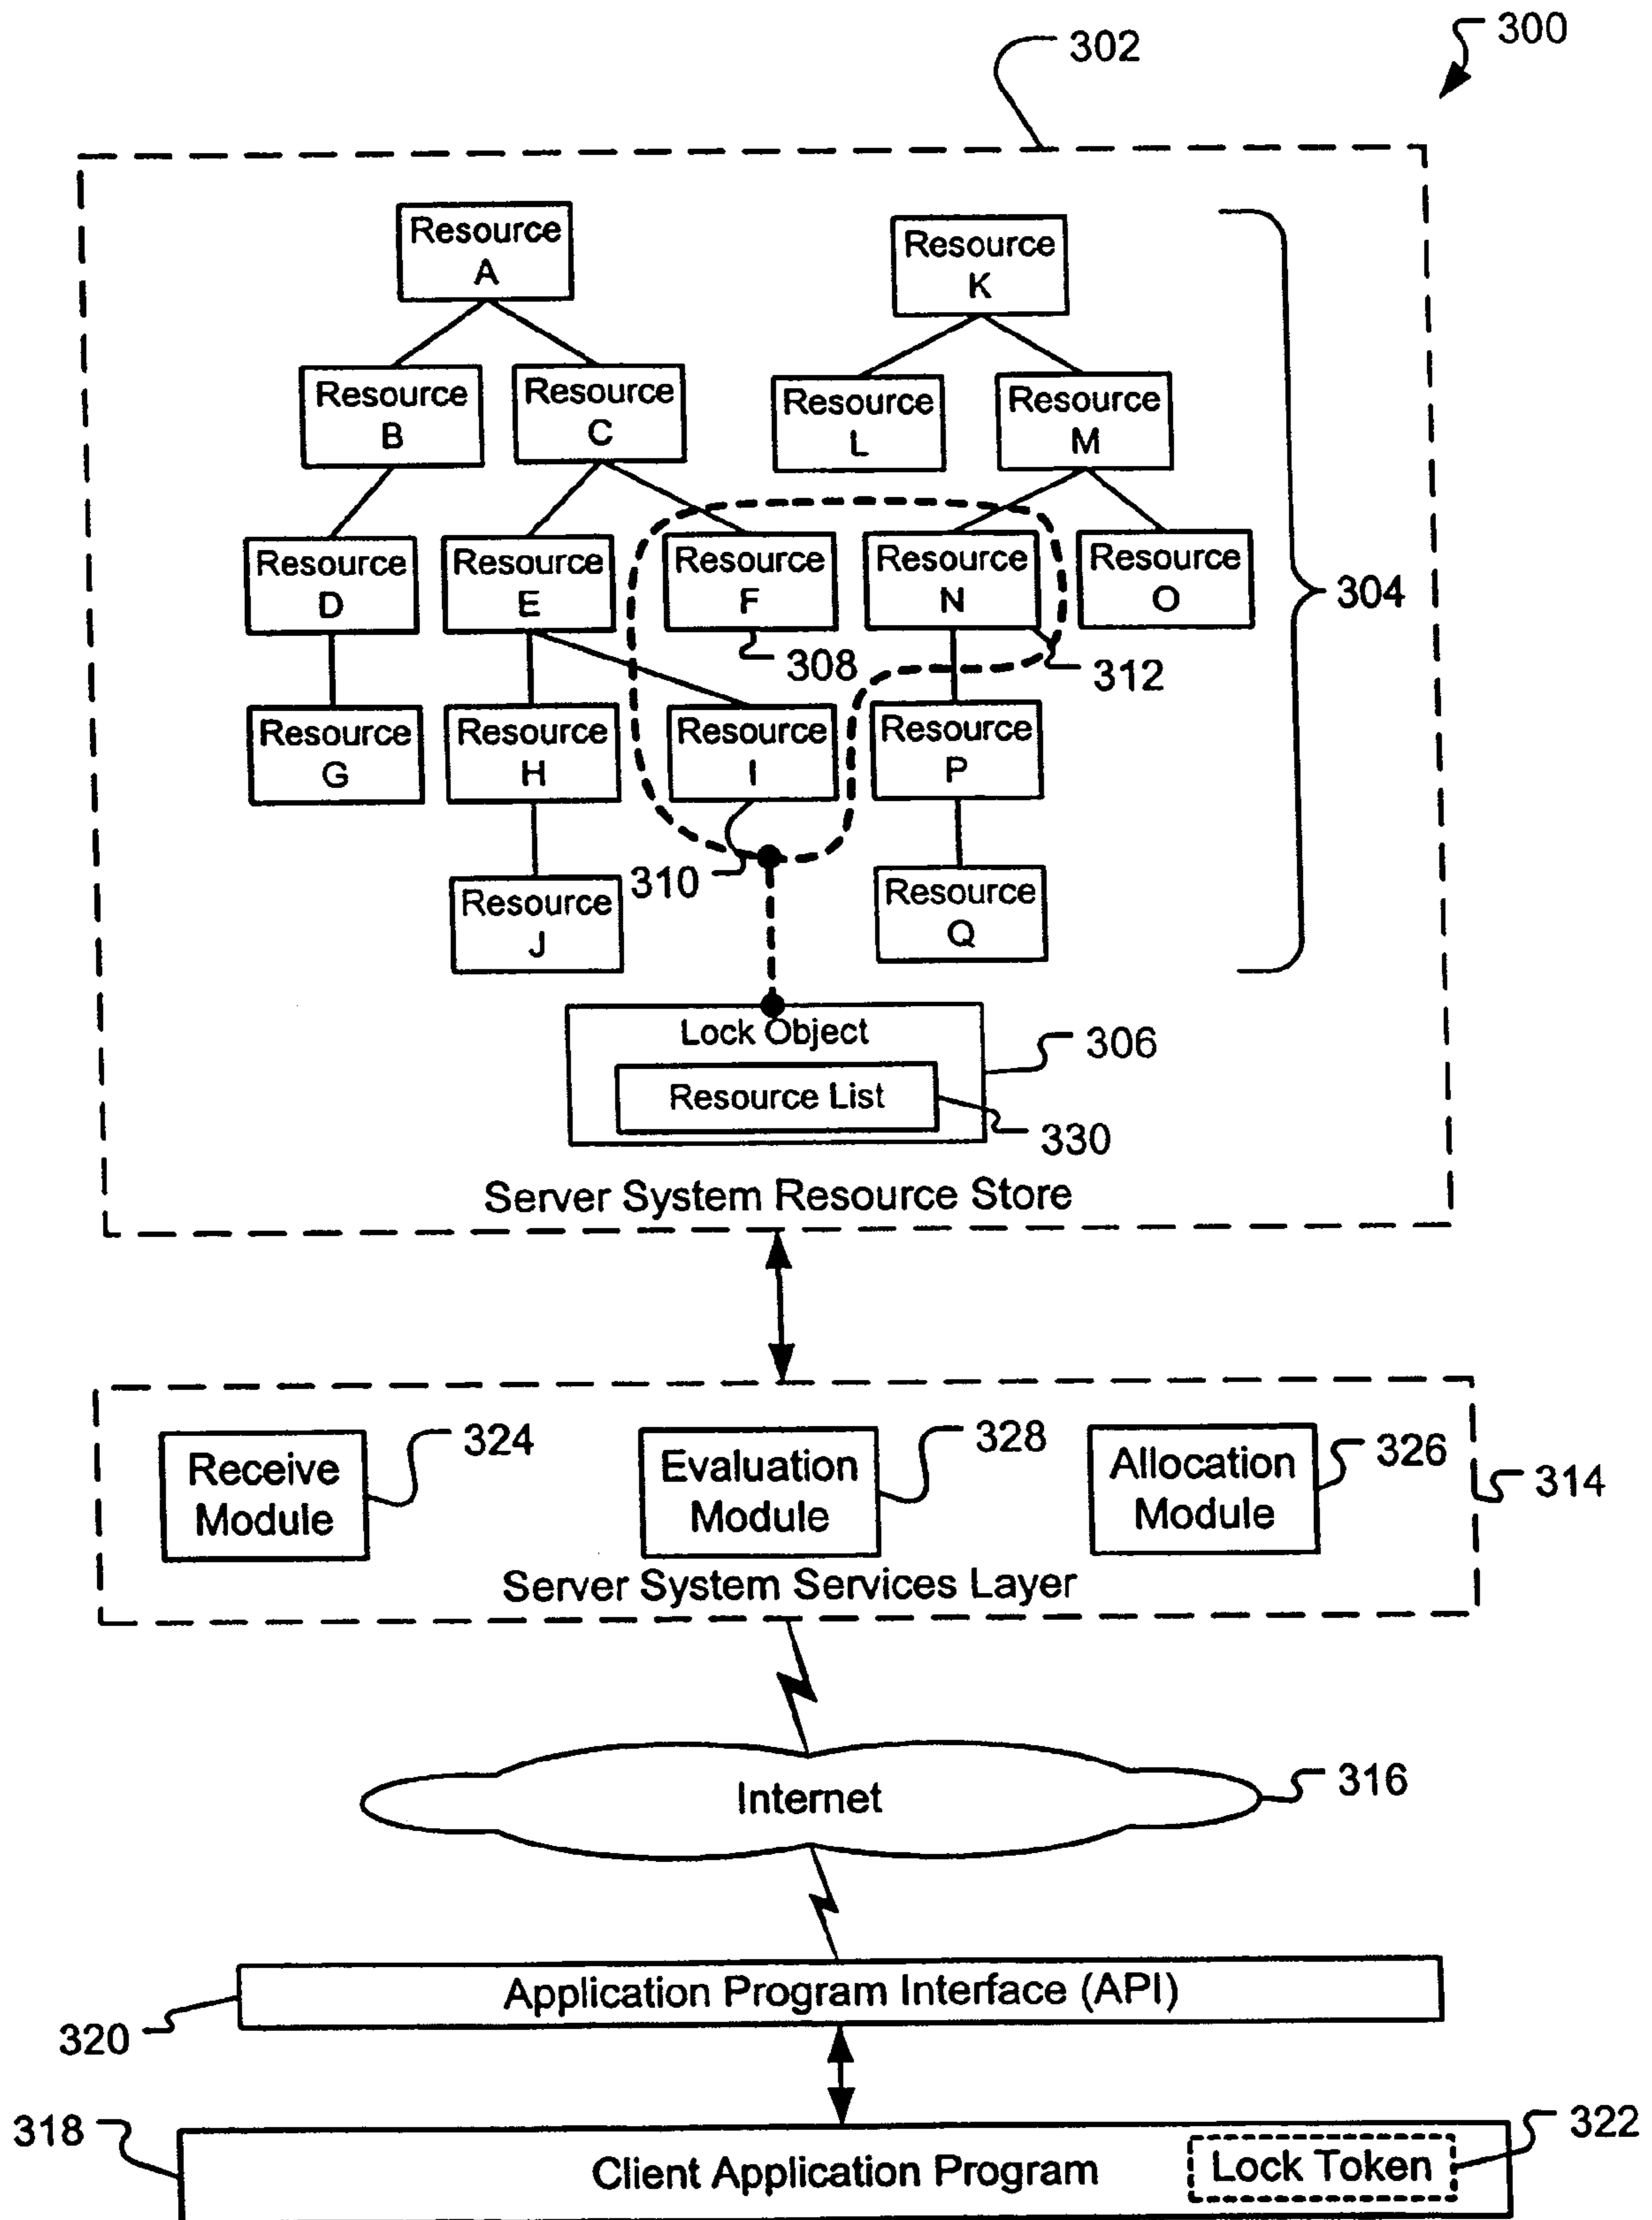 300
302
Resource
A
Resource
K
Resource
B
Resource
C
Resource
L
Resource
M
Resource
D
Resource
E
Resource
F
Resource
N
Resource
O
304
308
312
Resource
G
Resource
H
Resource
I
Resource
P
310
Resource
J
Resource
Q
Lock Object
306
Resource List
330
Server System Resource Store
Receive
Module
324
Evaluation
Module
328
Allocation
Module
326
314
Server System Services Layer
Internet
316
Application Program Interface (API)
320
318
Client Application Program
Lock Token
322